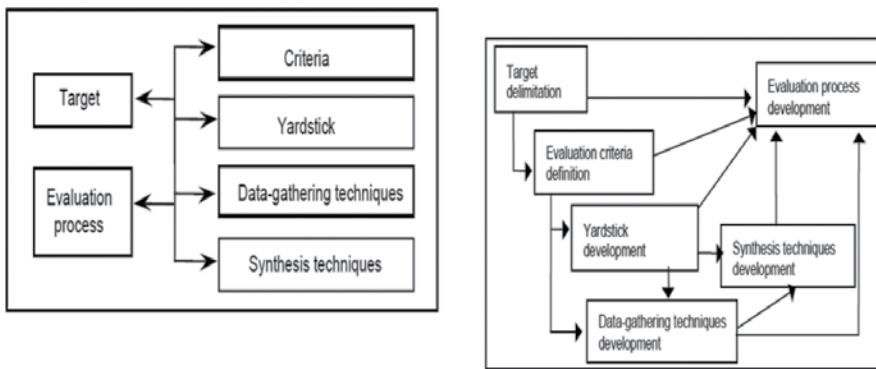 Criteria
Target
Yardstick
Evaluation
process
Data-gathering techniques
Synthesis techniques
Target
delimitation
Evaluation process
development
Evaluation criteria
definition
Yardstick
development
Synthesis techniques
development
Data-gathering techniques
development